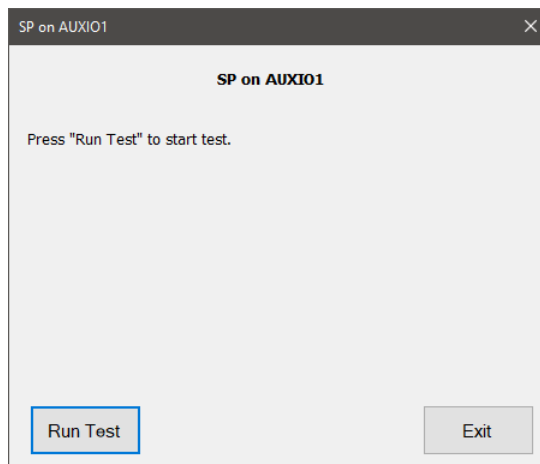 SP on AUXIO1
SP on AUXIO1
Press "Run Test" to start test.
Run Test
Exit